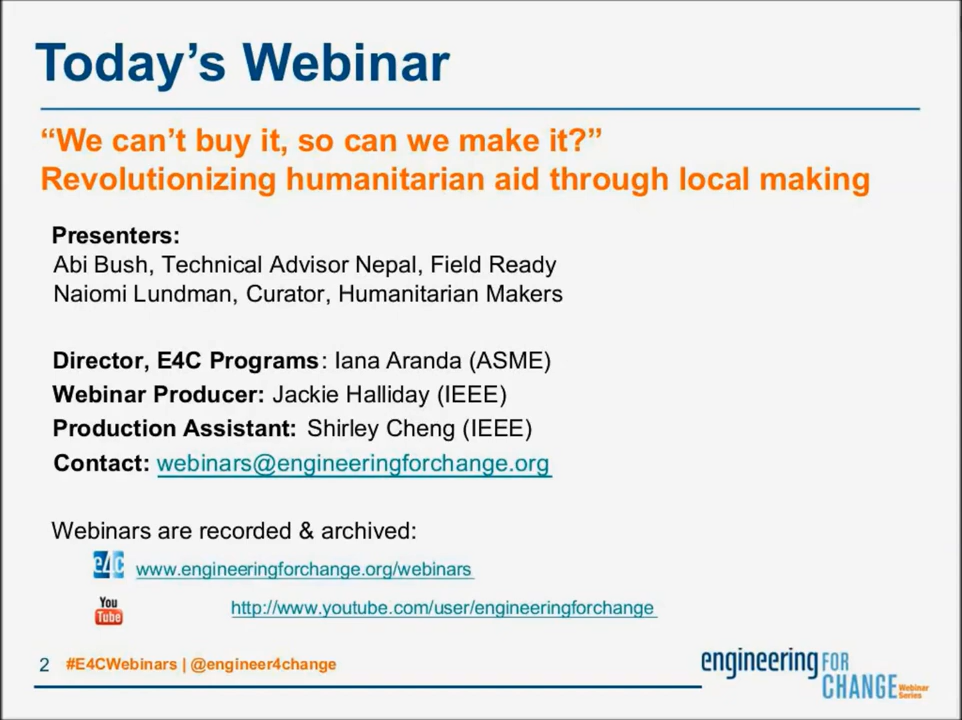 Today’s Webinar
“We can’t buy it, so can we make it?”
Revolutionizing humanitarian aid through local making
Presenters:
Abi Bush, Technical Advisor Nepal, Field Ready
Naiomi Lundman, Curator, Humanitarian Makers
Director, E4C Programs: Iana Aranda (ASME)
Webinar Producer: Jackie Halliday (IEEE)
Production Assistant: Shirley Cheng (IEEE)
Contact: webinars@engineeringforchange.org
Webinars are recorded & archived:
e4c www.engineeringforchange.org/webinars
You
Tube http://www.youtube.com/user/engineeringforchange
2 #E4CWebinars | @engineer4change
engineering FOR
CHANGE Webinar
Series